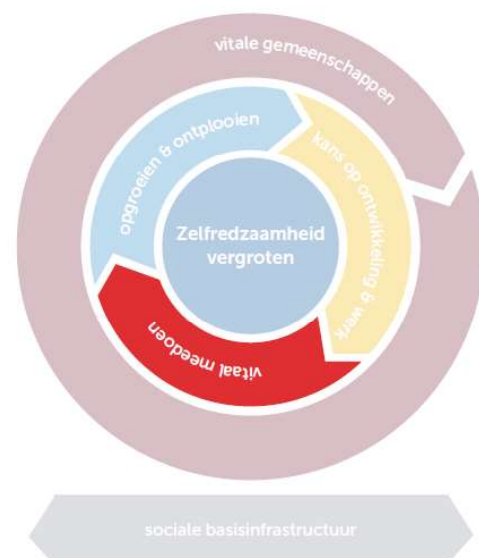 vitale gemeenschappen
opgroeien & ontplooien
kans op ontwikkeling & werk
Zelfredzaamheid
vergroten
vitaal meedoen
sociale basisinfrastructuur